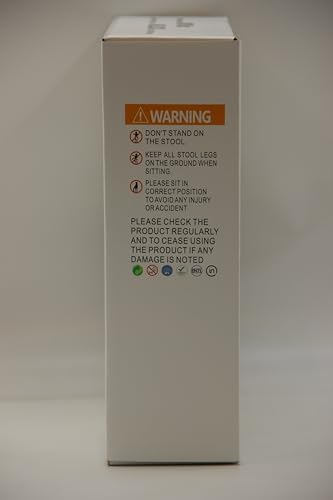 WARNING
DON'T STAND ON
THE STOOL
KEEP ALL STOOL LEGS
ON THE GROUND WHEN
SITTING.
PLEASE SIT IN
CORRECT POSITION
TO AVOID ANY INJURY
OR ACCIDENT
PLEASE CHECK THE
PRODUCT REGULARLY
AND TO CEASE USING
THE PRODUCT IF ANY
DAMAGE IS NOTED